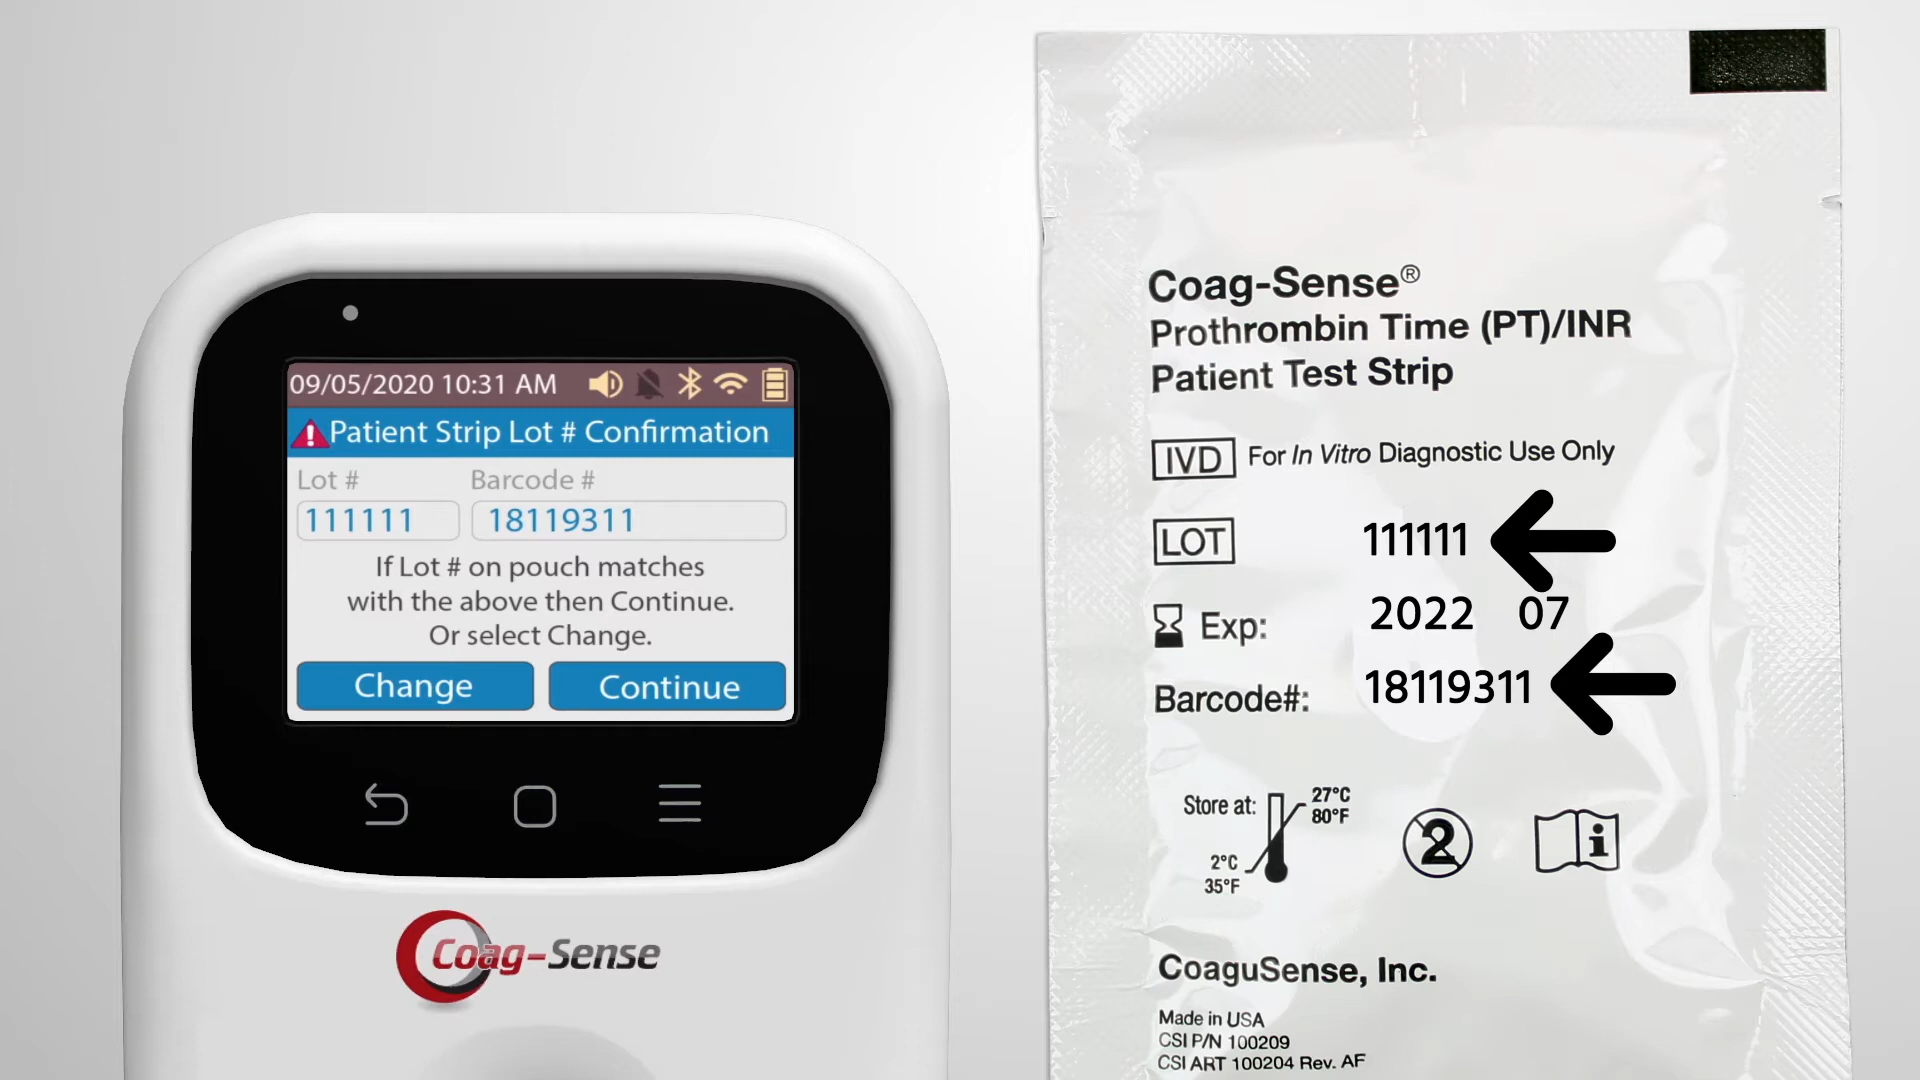 09/05/2020 10:31 AM
Patient Strip Lot # Confirmation
Lot # Barcode #
111111 18119311
If Lot # on pouch matches
with the above then Continue.
Or select Change.
Change Continue
Coag-Sense
Coag-Sense®
Prothrombin Time (PT)/INR
Patient Test Strip
IVD For In Vitro Diagnostic Use Only
LOT 111111
Exp: 2022 07
Barcode#: 18119311
Store at: 27°C
80°F
2°C
35°F
2
i
CoaguSense, Inc.
Made in USA
CSI P/N 100209
CSI ART 100204 Rev. AF